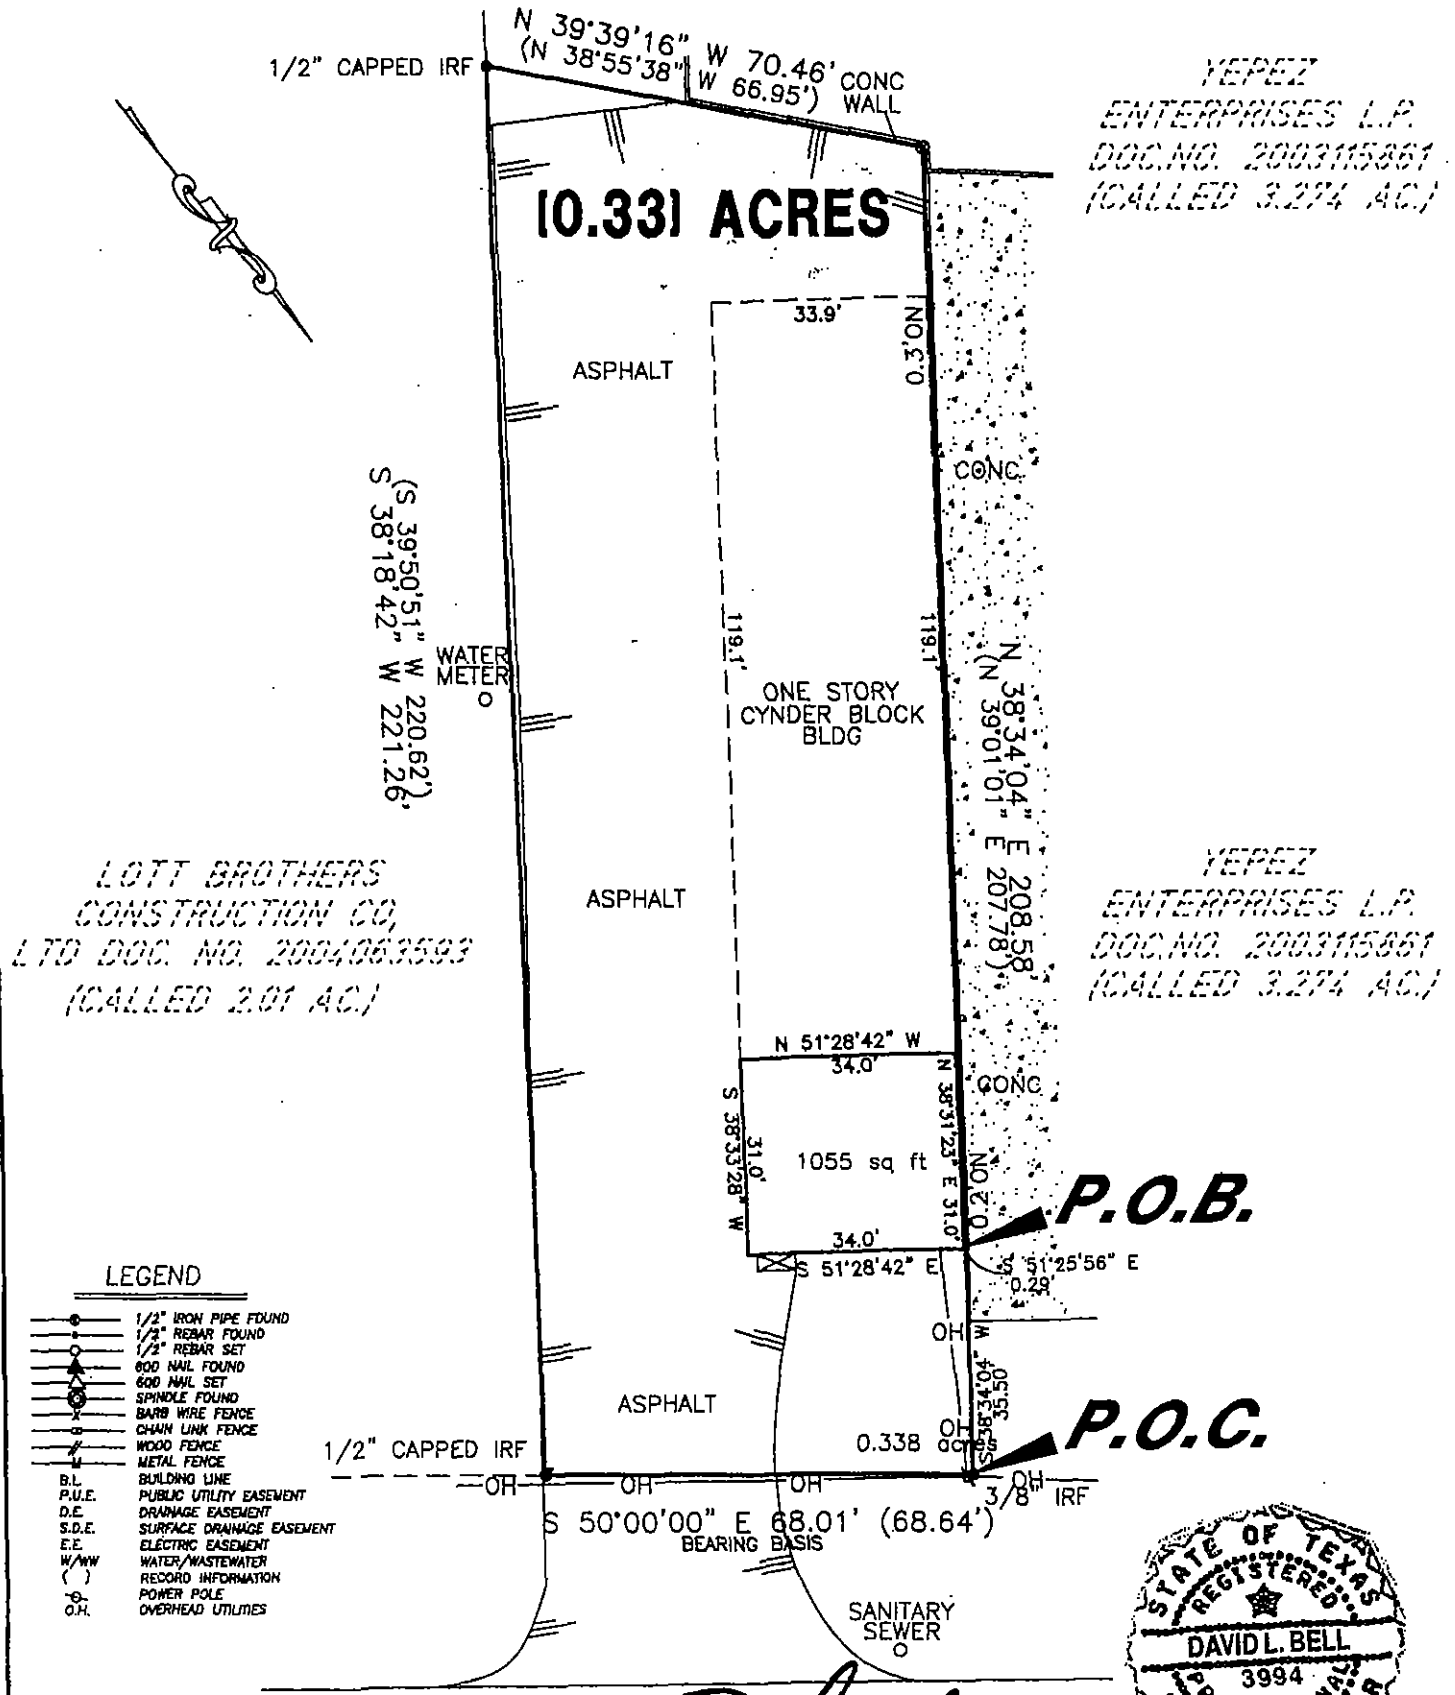 N 39°39'16" W 70.46'
(N 38°55'38" W 66.95')
1/2" CAPPED IRF
CONC
WALL
YEPEZ
ENTERPRISES L.P.
DOC.NO. 2003115861
(CALLED 3.274 AC)
[0.33] ACRES
33.9'
0.3'ON
ASPHALT
CONC
(S 39°50'51" W 220.62')
S 38°18'42" W 221.26'
WATER
METER
119.1'
119.1'
N 38°34'04" E 208.58'
(N 39°01'01" E 207.78')
ONE STORY
CYNDER BLOCK
BLDG
LOTT BROTHERS
CONSTRUCTION CO,
LTD DOC. NO. 2004063593
(CALLED 2.01 AC.)
ASPHALT
YEPEZ
ENTERPRISES L.P.
DOC.NO. 2003115861
(CALLED 3.274 AC)
N 51°28'42" W
34.0'
CONC
S 38°33'28" W
31.0'
N 38°31'23" E 31.0'
1055 sq ft
0.2'ON
P.O.B.
34.0'
S 51°28'42" E
S 51°25'56" E
0.29'
OH
S 38°34'04" W
35.50'
ASPHALT
OH
0.338 acres
P.O.C.
1/2" CAPPED IRF
OH
OH
OH
OH
3/8" IRF
S 50°00'00" E 68.01' (68.64')
BEARING BASIS
SANITARY
SEWER
LEGEND
1/2" IRON PIPE FOUND
1/2" REBAR FOUND
1/2" REBAR SET
60D NAIL FOUND
60D NAIL SET
SPINDLE FOUND
BARB WIRE FENCE
CHAIN LINK FENCE
WOOD FENCE
METAL FENCE
B.L. BUILDING LINE
P.U.E. PUBLIC UTILITY EASEMENT
D.E. DRAINAGE EASEMENT
S.D.E. SURFACE DRAINAGE EASEMENT
E.E. ELECTRIC EASEMENT
W/WW WATER/WASTEWATER
( ) RECORD INFORMATION
POWER POLE
O.H. OVERHEAD UTILITIES
STATE OF TEXAS
REGISTERED
DAVID L. BELL
3994